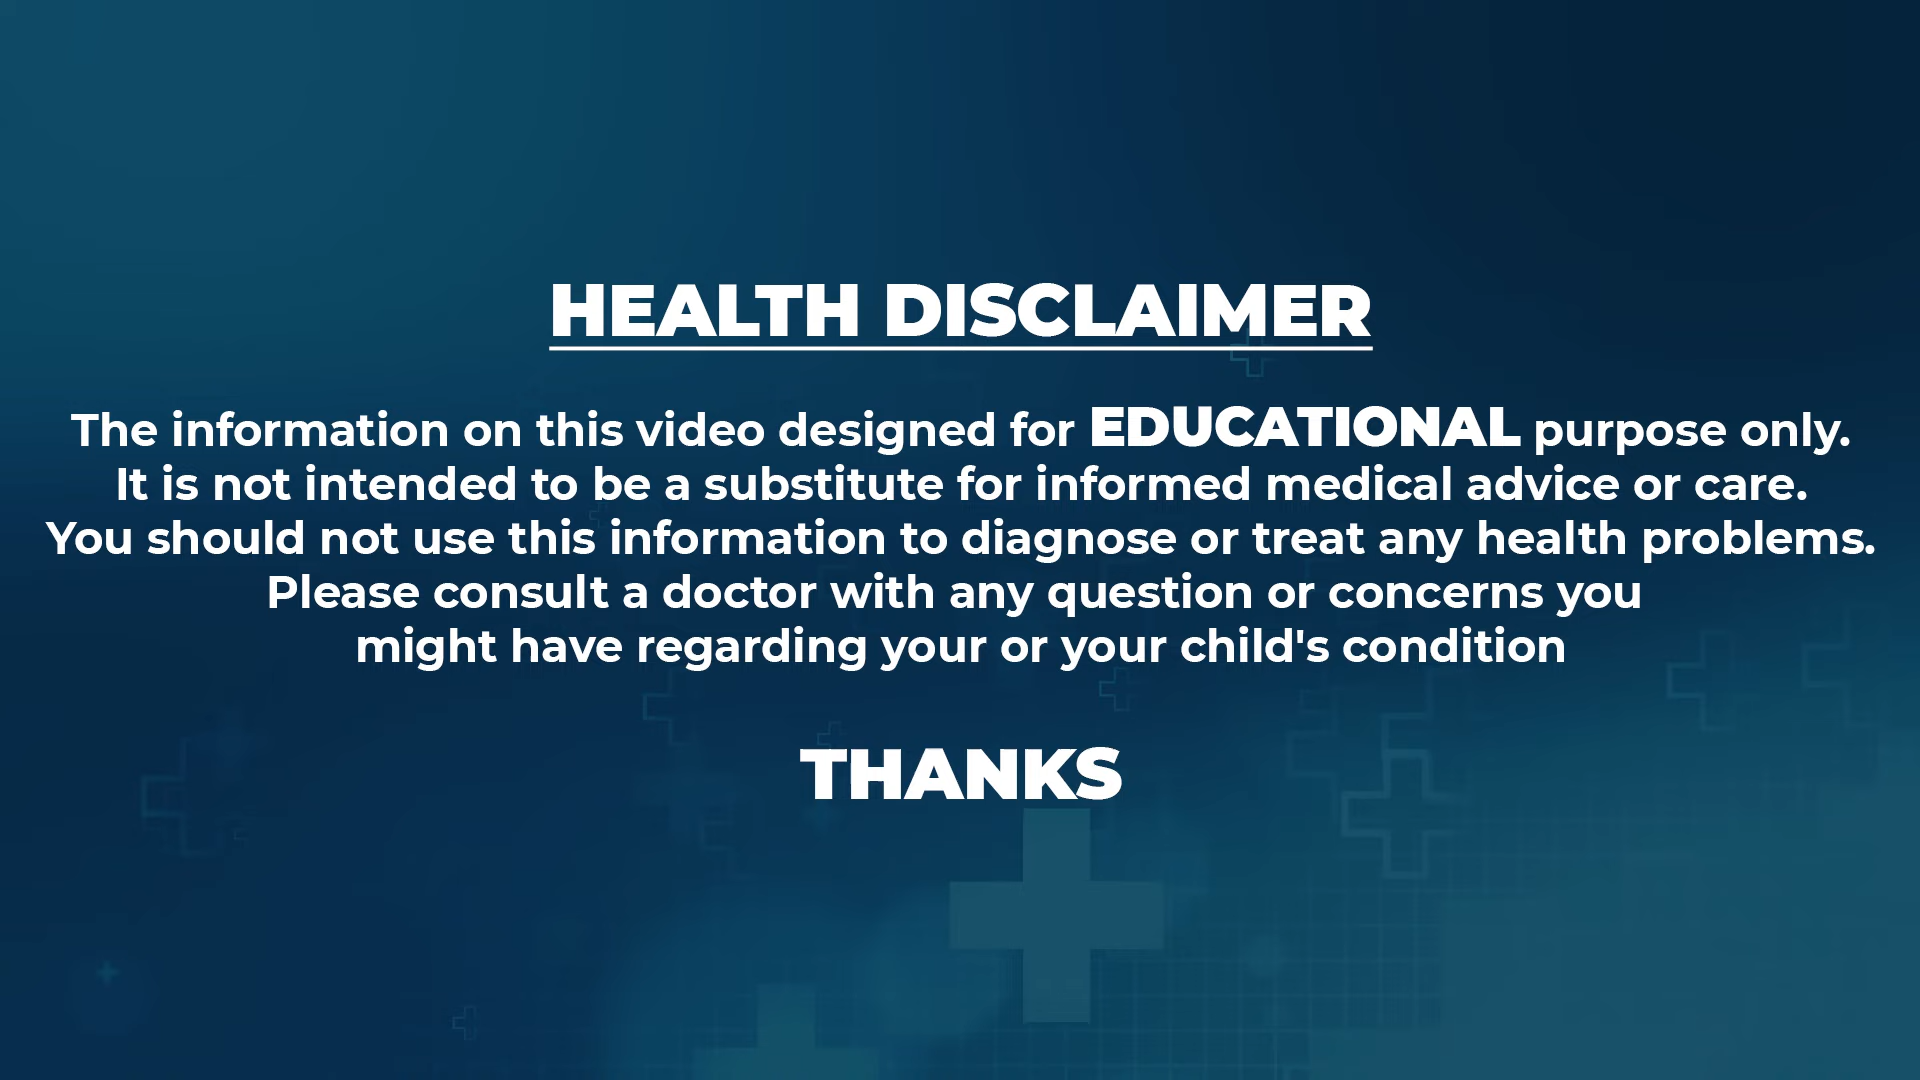 HEALTH DISCLAIMER
The information on this video designed for EDUCATIONAL purpose only.
It is not intended to be a substitute for informed medical advice or care.
You should not use this information to diagnose or treat any health problems.
Please consult a doctor with any question or concerns you
might have regarding your or your child's condition
THANKS